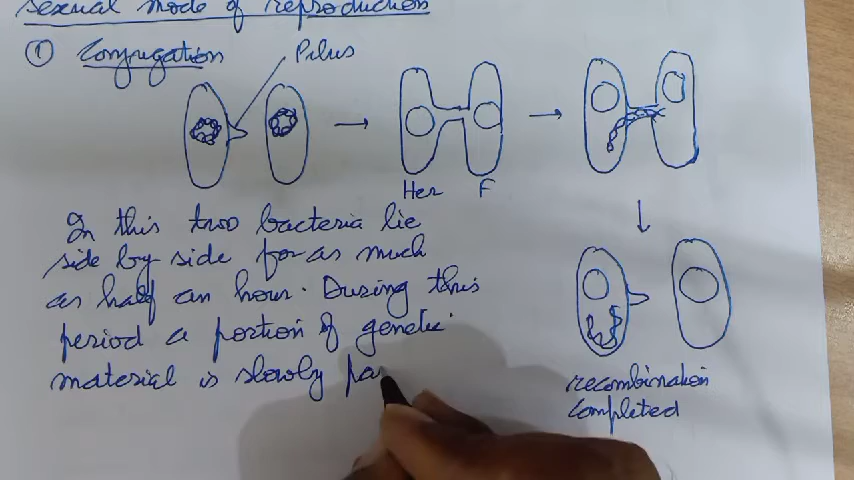 sexual mode of reproduction
① Conjugation
Pilus
Her F
In this two bacteria lie
side by side for as much
as half an hour. During this
period a portion of genetic
material is slowly pa
recombination
completed